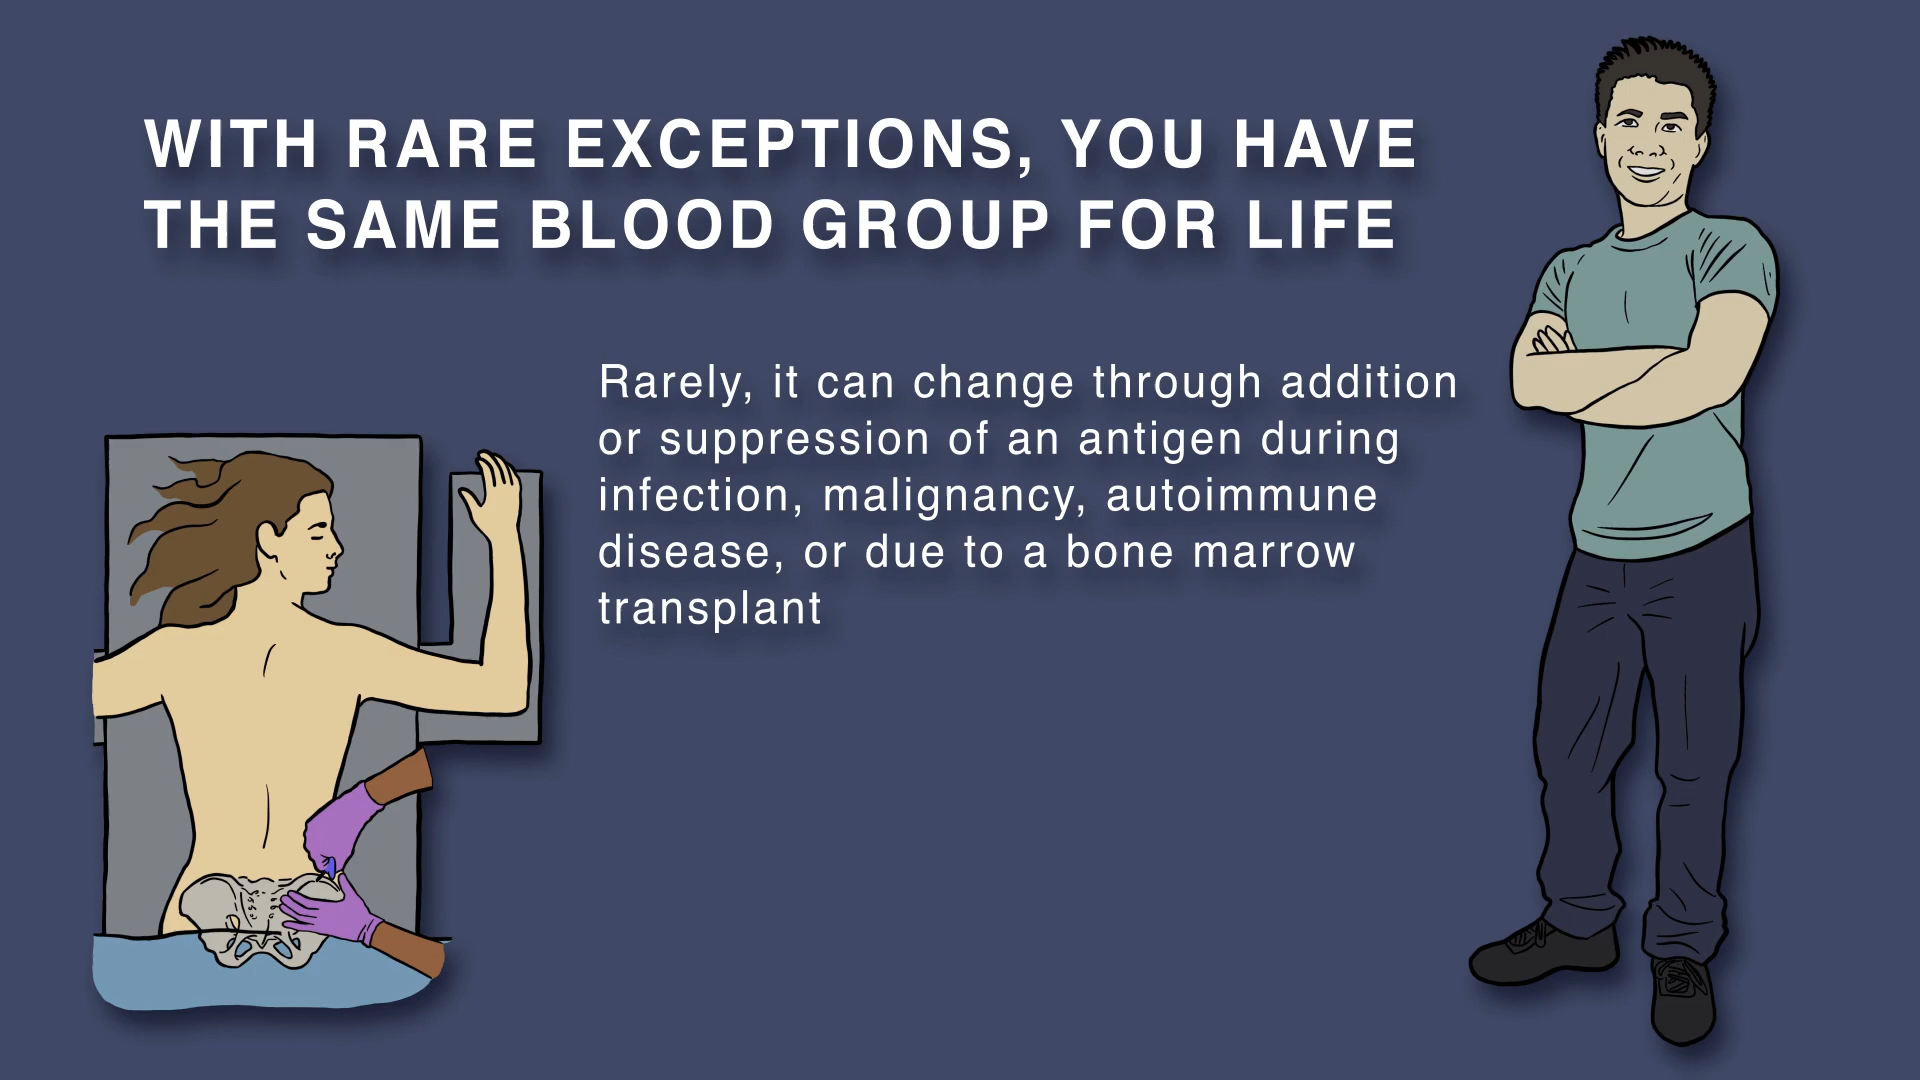 WITH RARE EXCEPTIONS, YOU HAVE
THE SAME BLOOD GROUP FOR LIFE
Rarely, it can change through addition
or suppression of an antigen during
infection, malignancy, autoimmune
disease, or due to a bone marrow
transplant